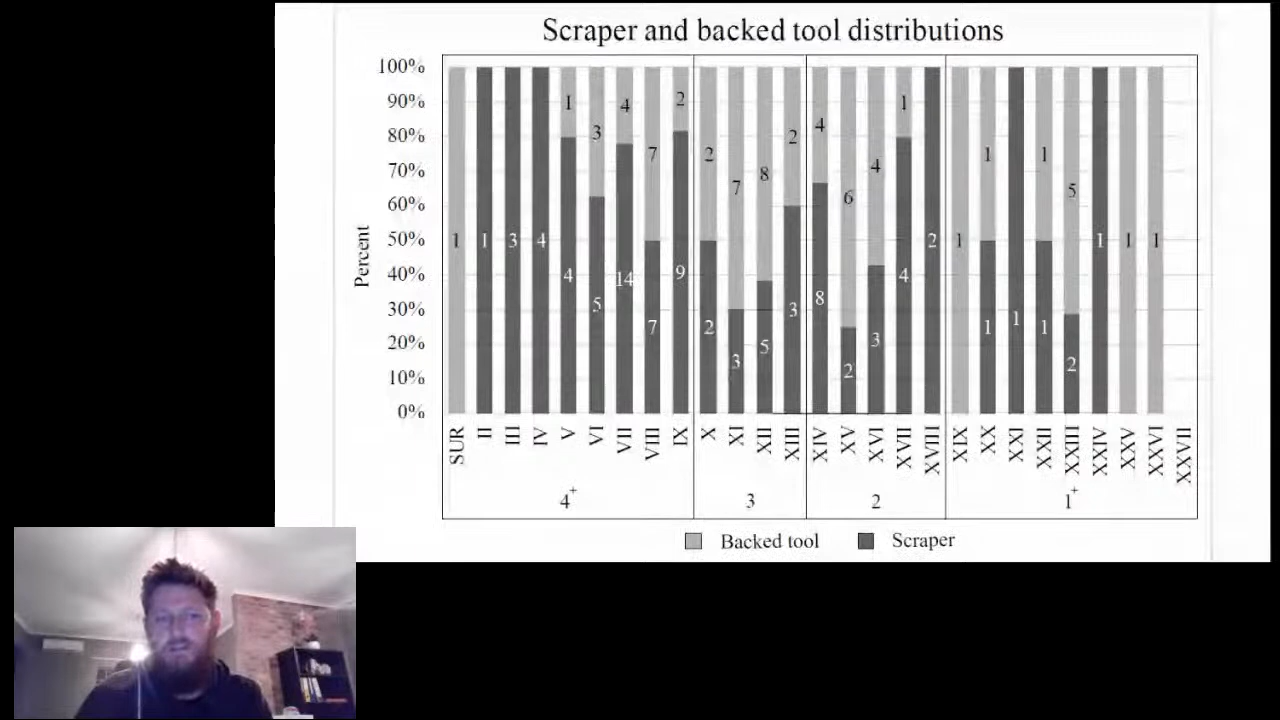 Scraper and backed tool distributions
Percent
100%
90%
80%
70%
60%
50%
40%
30%
20%
10%
0%
1 1 3 4 1 4 3 5 4 14 7 7 2 9
2 2 7 3 8 5 2 3
4 8 6 2 4 3 1 4 2
1 1 1 1 1 1 5 2 1 1 1
SUR II III IV V VI VII VIII IX X XI XII XIII XIV XV XVI XVII XVIII XIX XX XXI XXII XXIII XXIV XXV XXVI XXVII
4+ 3 2 1+
Backed tool Scraper